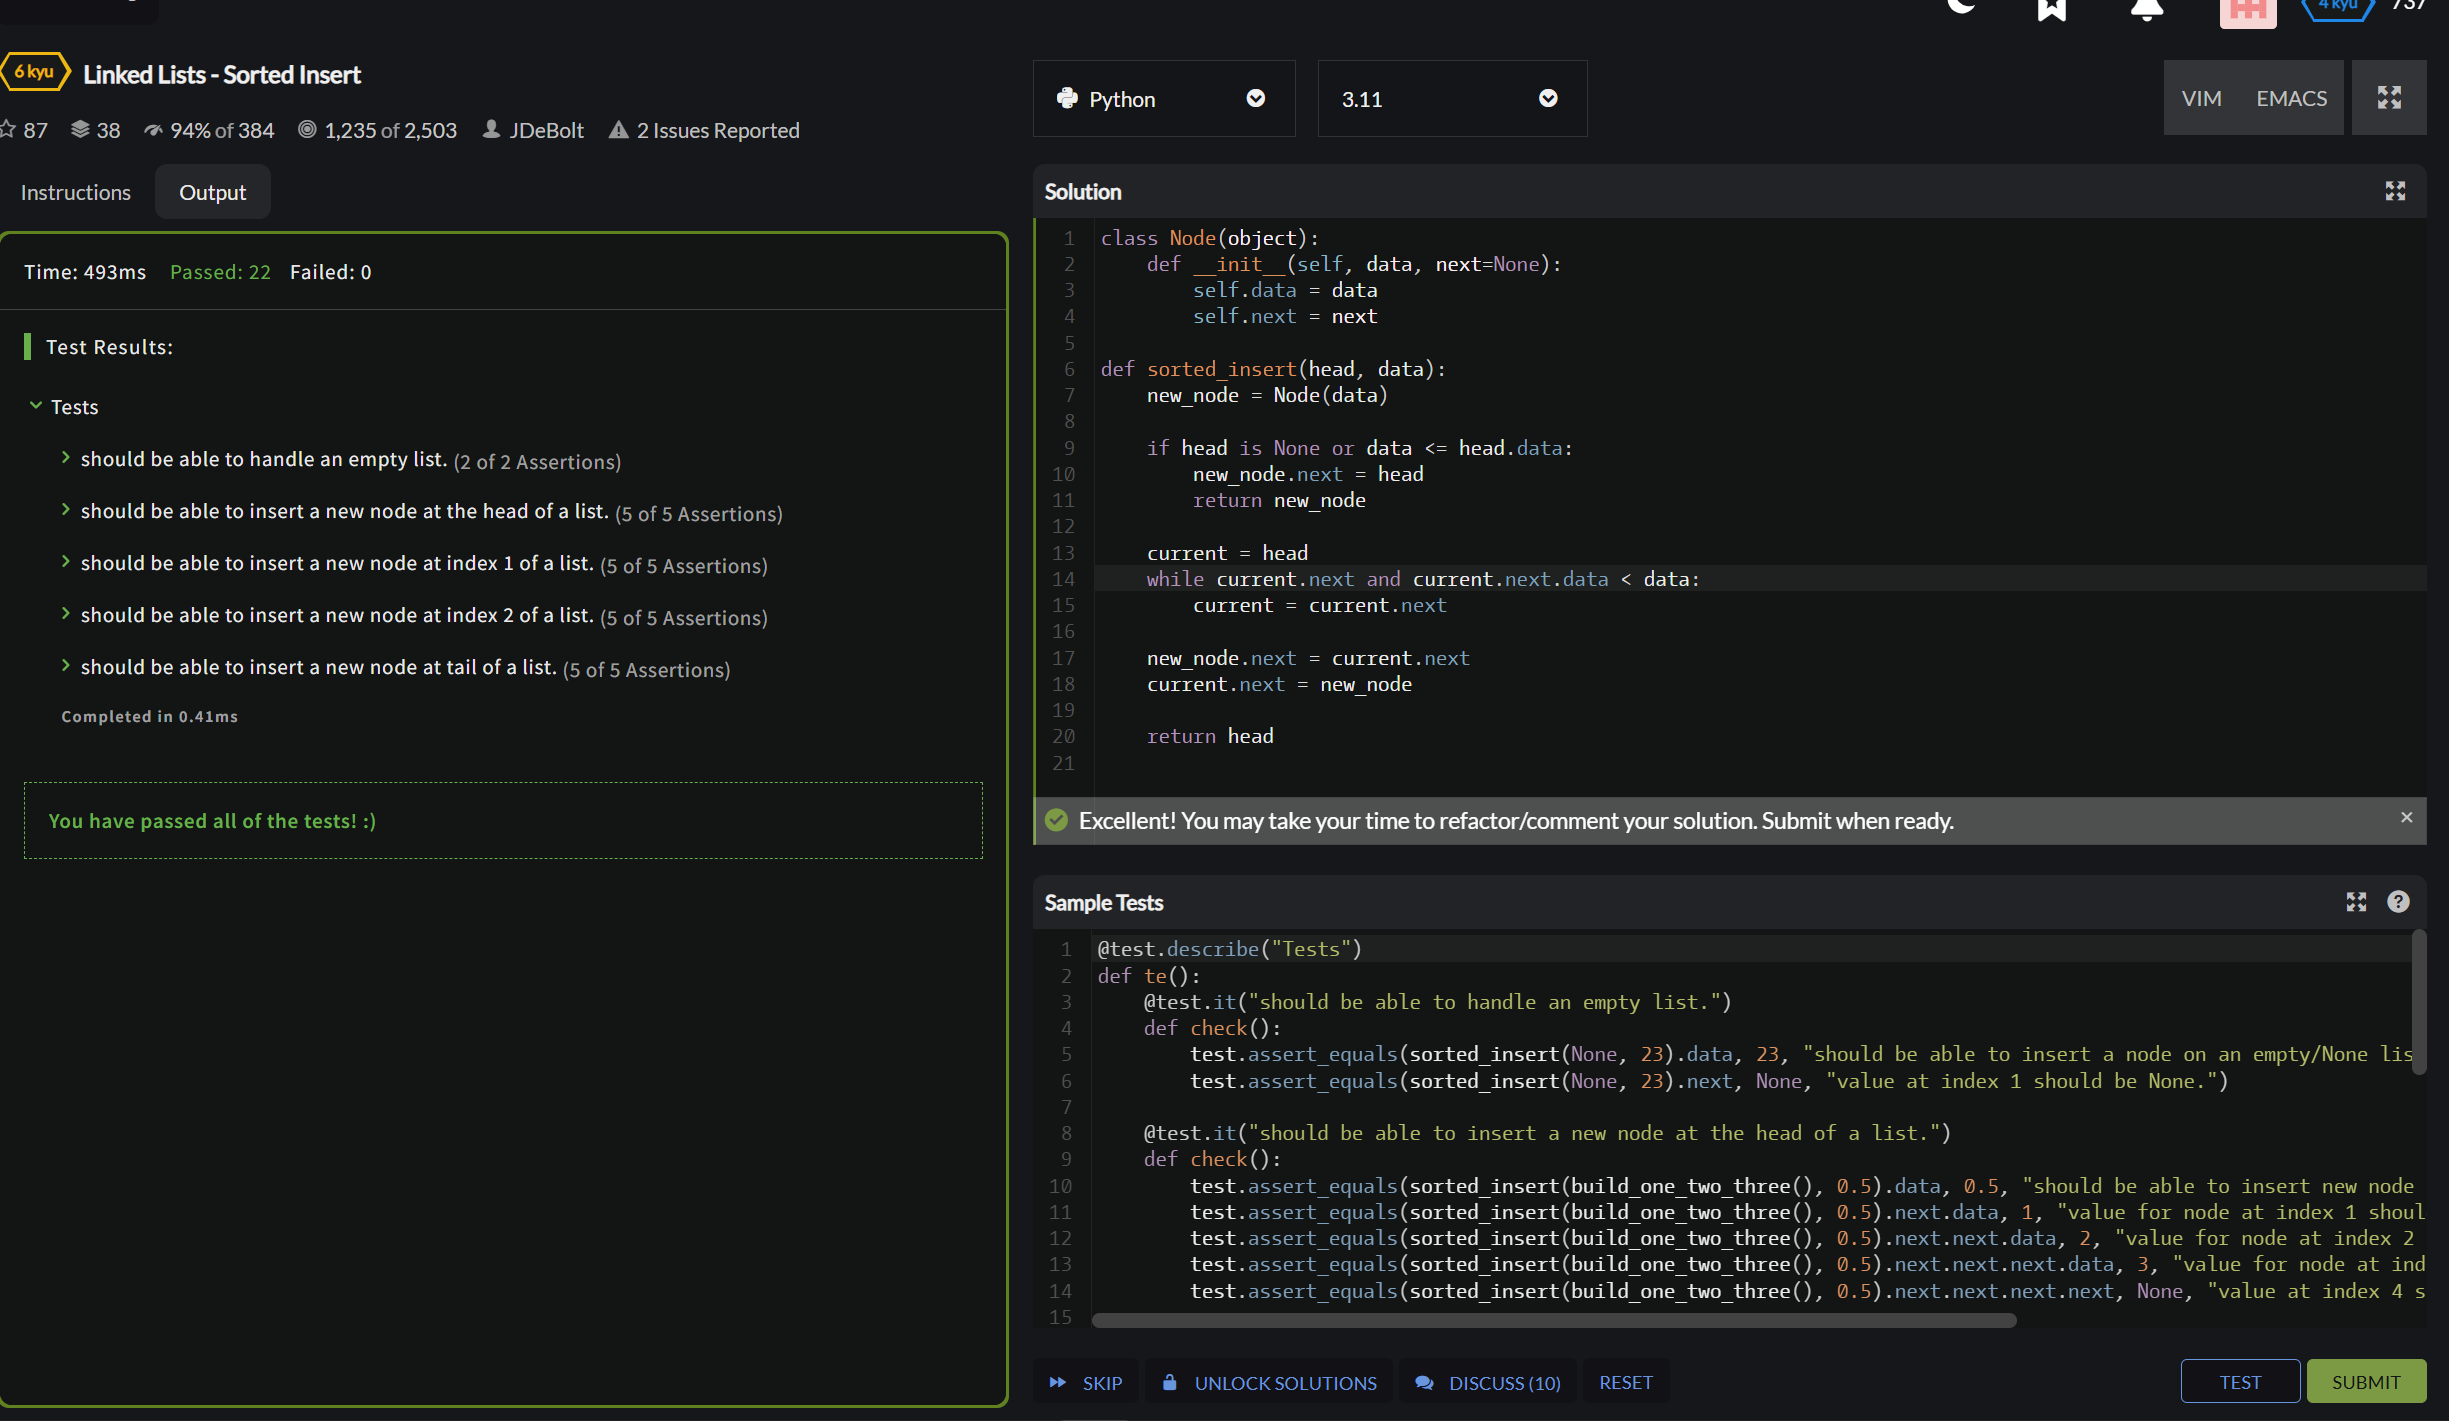 4 kyu 737
6 kyu Linked Lists - Sorted Insert
87 38 94% of 384 1,235 of 2,503 JDeBolt 2 Issues Reported
Instructions Output
Time: 493ms Passed: 22 Failed: 0
Test Results:
Tests
should be able to handle an empty list. (2 of 2 Assertions)
should be able to insert a new node at the head of a list. (5 of 5 Assertions)
should be able to insert a new node at index 1 of a list. (5 of 5 Assertions)
should be able to insert a new node at index 2 of a list. (5 of 5 Assertions)
should be able to insert a new node at tail of a list. (5 of 5 Assertions)
Completed in 0.41ms
You have passed all of the tests! :)
Python 3.11 VIM EMACS
Solution
1 class Node(object):
2     def __init__(self, data, next=None):
3         self.data = data
4         self.next = next
5
6 def sorted_insert(head, data):
7     new_node = Node(data)
8
9     if head is None or data <= head.data:
10         new_node.next = head
11         return new_node
12
13     current = head
14     while current.next and current.next.data < data:
15         current = current.next
16
17     new_node.next = current.next
18     current.next = new_node
19
20     return head
21
Excellent! You may take your time to refactor/comment your solution. Submit when ready. ×
Sample Tests ?
1 @test.describe("Tests")
2 def te():
3     @test.it("should be able to handle an empty list.")
4     def check():
5         test.assert_equals(sorted_insert(None, 23).data, 23, "should be able to insert a node on an empty/None lis
6         test.assert_equals(sorted_insert(None, 23).next, None, "value at index 1 should be None.")
7
8     @test.it("should be able to insert a new node at the head of a list.")
9     def check():
10         test.assert_equals(sorted_insert(build_one_two_three(), 0.5).data, 0.5, "should be able to insert new node
11         test.assert_equals(sorted_insert(build_one_two_three(), 0.5).next.data, 1, "value for node at index 1 shoul
12         test.assert_equals(sorted_insert(build_one_two_three(), 0.5).next.next.data, 2, "value for node at index 2
13         test.assert_equals(sorted_insert(build_one_two_three(), 0.5).next.next.next.data, 3, "value for node at ind
14         test.assert_equals(sorted_insert(build_one_two_three(), 0.5).next.next.next.next, None, "value at index 4 s
15
SKIP UNLOCK SOLUTIONS DISCUSS (10) RESET TEST SUBMIT